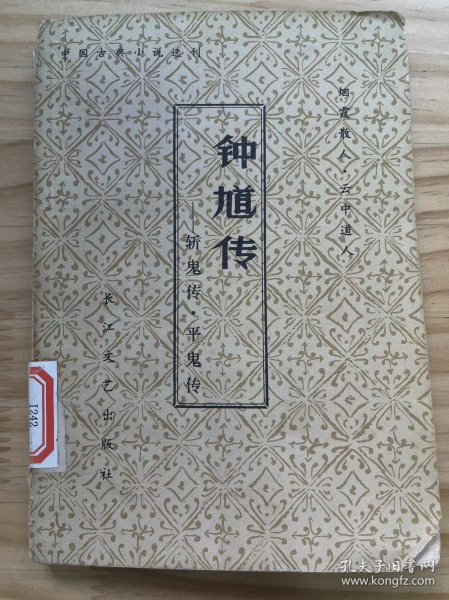 中国古典小说选刊
烟霞散人·云中道人
钟馗传
——斩鬼传·平鬼传
长江文艺出版社
I242
孔夫子旧书网
www.kongfz.com